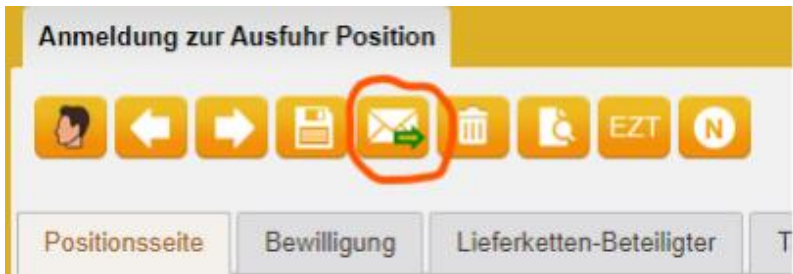 Anmeldung zur Ausfuhr Position
EZT N
Positionsseite Bewilligung Lieferketten-Beteiligter T